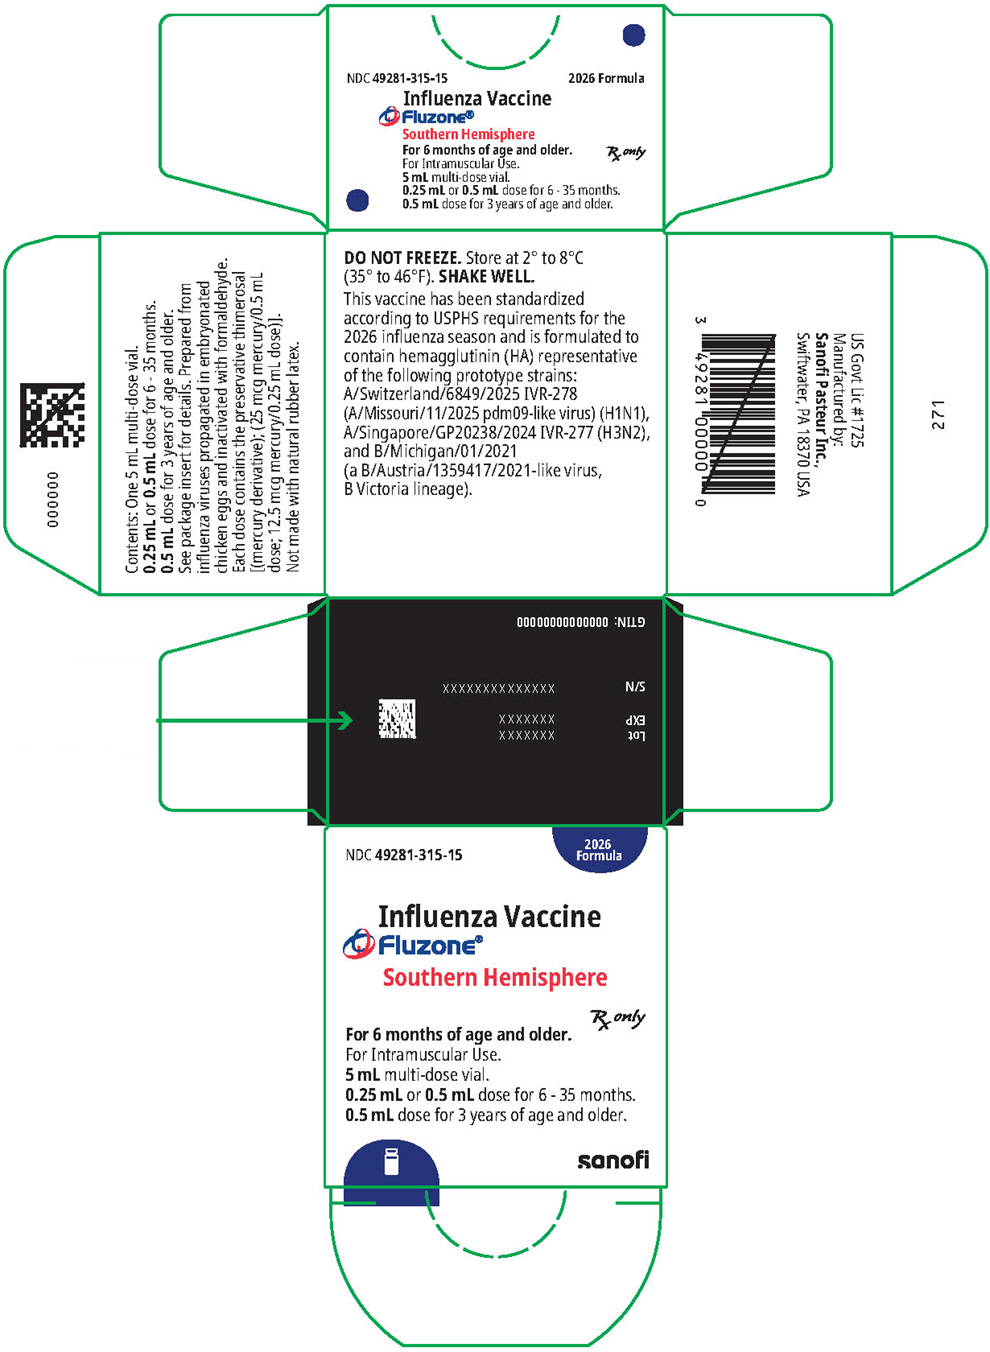 NDC 49281-315-15
2026 Formula
Influenza Vaccine
Fluzone®
Southern Hemisphere
For 6 months of age and older.
Rx only
For Intramuscular Use.
5 mL multi-dose vial.
0.25 mL or 0.5 mL dose for 6 - 35 months.
0.5 mL dose for 3 years of age and older.
000000
Contents: One 5 mL multi-dose vial.
0.25 mL or 0.5 mL dose for 6 - 35 months.
0.5 mL dose for 3 years of age and older.
See package insert for details. Prepared from
influenza viruses propagated in embryonated
chicken eggs and inactivated with formaldehyde.
Each dose contains the preservative thimerosal
[(mercury derivative); (25 mcg mercury/0.5 mL
dose; 12.5 mcg mercury/0.25 mL dose)].
Not made with natural rubber latex.
DO NOT FREEZE. Store at 2° to 8°C
(35° to 46°F). SHAKE WELL.
This vaccine has been standardized
according to USPHS requirements for the
2026 influenza season and is formulated to
contain hemagglutinin (HA) representative
of the following prototype strains:
A/Switzerland/6849/2025 IVR-278
(A/Missouri/11/2025 pdm09-like virus) (H1N1),
A/Singapore/GP20238/2024 IVR-277 (H3N2),
and B/Michigan/01/2021
(a B/Austria/1359417/2021-like virus,
B Victoria lineage).
US Govt. Lic #1725
Manufactured by:
Sanofi Pasteur Inc.,
Swiftwater, PA 18370 USA
3 49281 00000 0
271
GTIN: 00000000000000
S/N XXXXXXXXXXXXXX
EXP XXXXXXX
Lot XXXXXXX
NDC 49281-315-15
2026
Formula
Influenza Vaccine
Fluzone®
Southern Hemisphere
Rx only
For 6 months of age and older.
For Intramuscular Use.
5 mL multi-dose vial.
0.25 mL or 0.5 mL dose for 6 - 35 months.
0.5 mL dose for 3 years of age and older.
sanofi